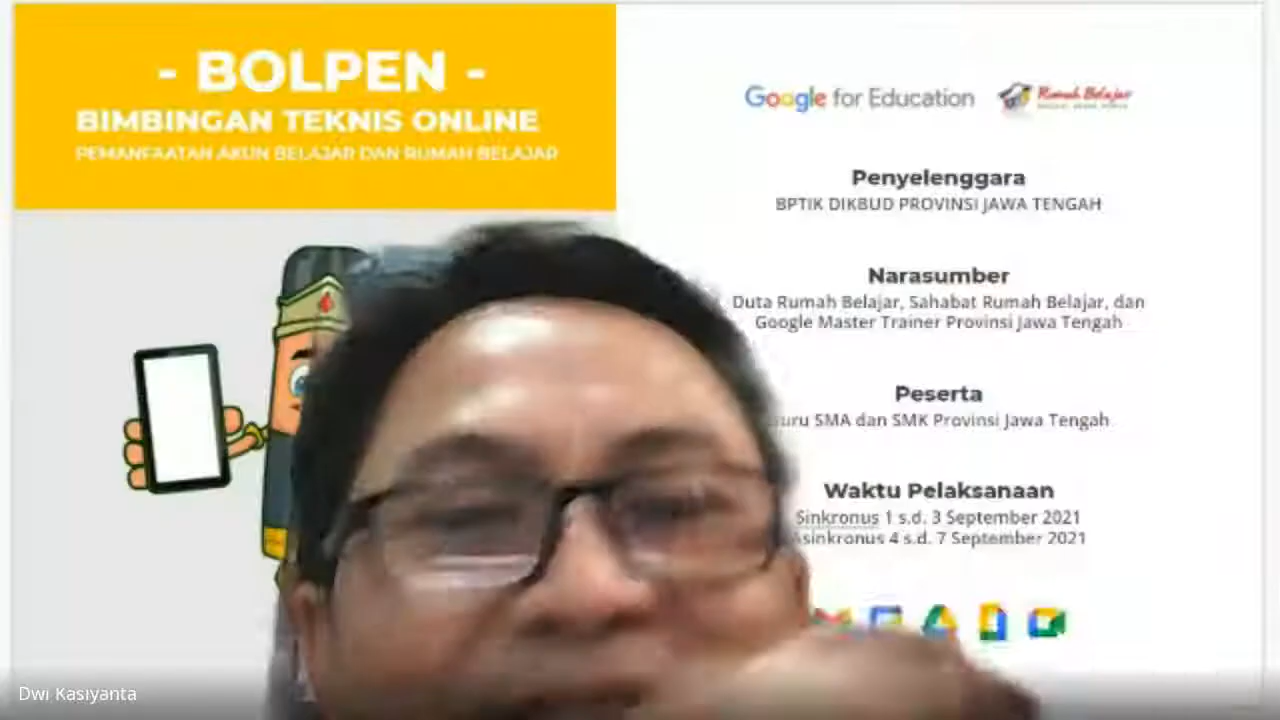 - BOLPEN -
BIMBINGAN TEKNIS ONLINE
PEMANFAATAN AKUN BELAJAR DAN RUMAH BELAJAR
Google for Education
Rumah Belajar
Penyelenggara
BPTIK DIKBUD PROVINSI JAWA TENGAH
Narasumber
Duta Rumah Belajar, Sahabat Rumah Belajar, dan
Google Master Trainer Provinsi Jawa Tengah
Peserta
SMA dan SMK Provinsi Jawa Tengah
Waktu Pelaksanaan
Sinkronus 1 s.d. 3 September 2021
Asinkronus 4 s.d. 7 September 2021
Dwi Kasiyanta